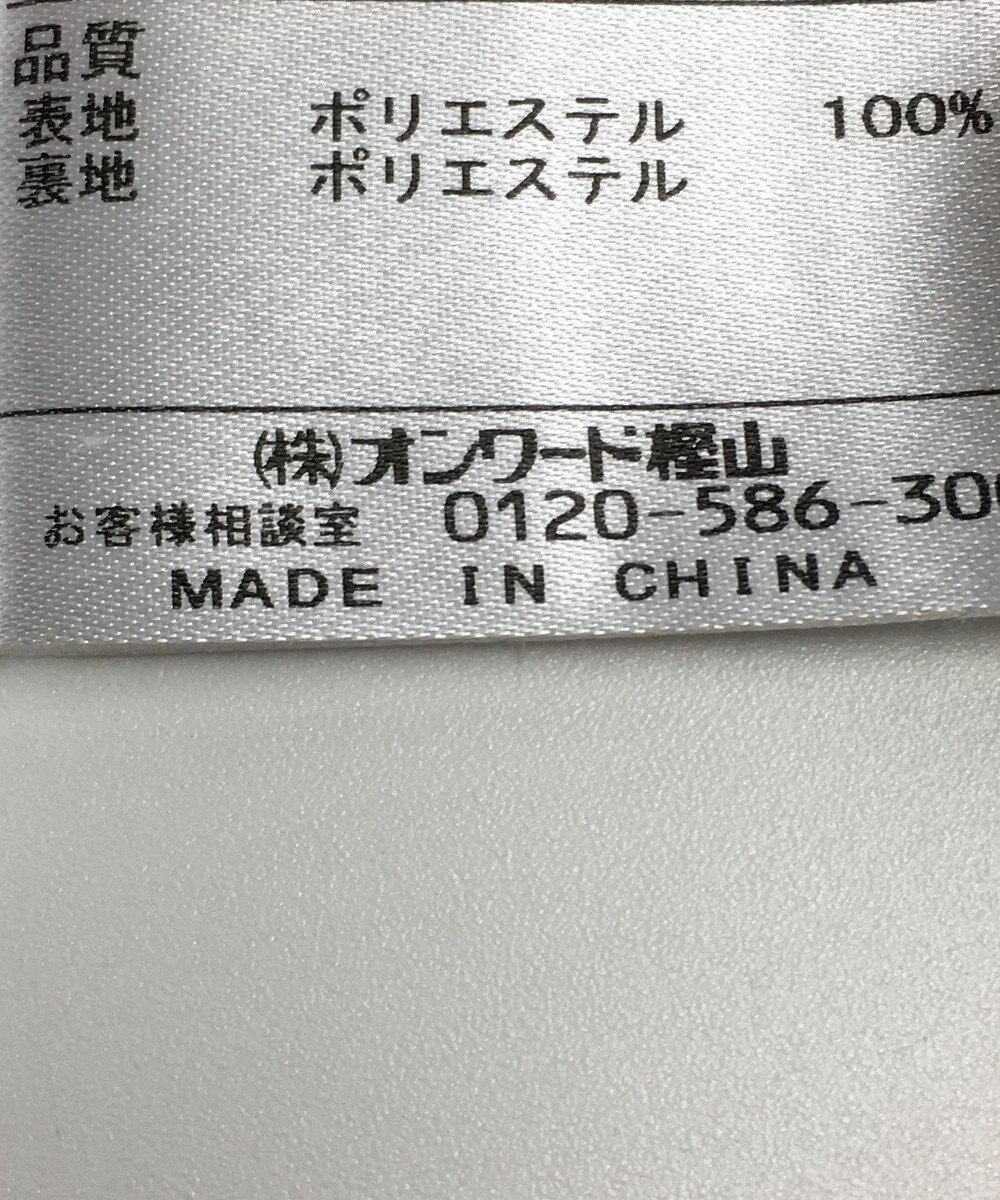 品質
表地 ポリエステル 100%
裏地 ポリエステル
(株)オンワード樫山
お客様相談室 0120-586-300
MADE IN CHINA